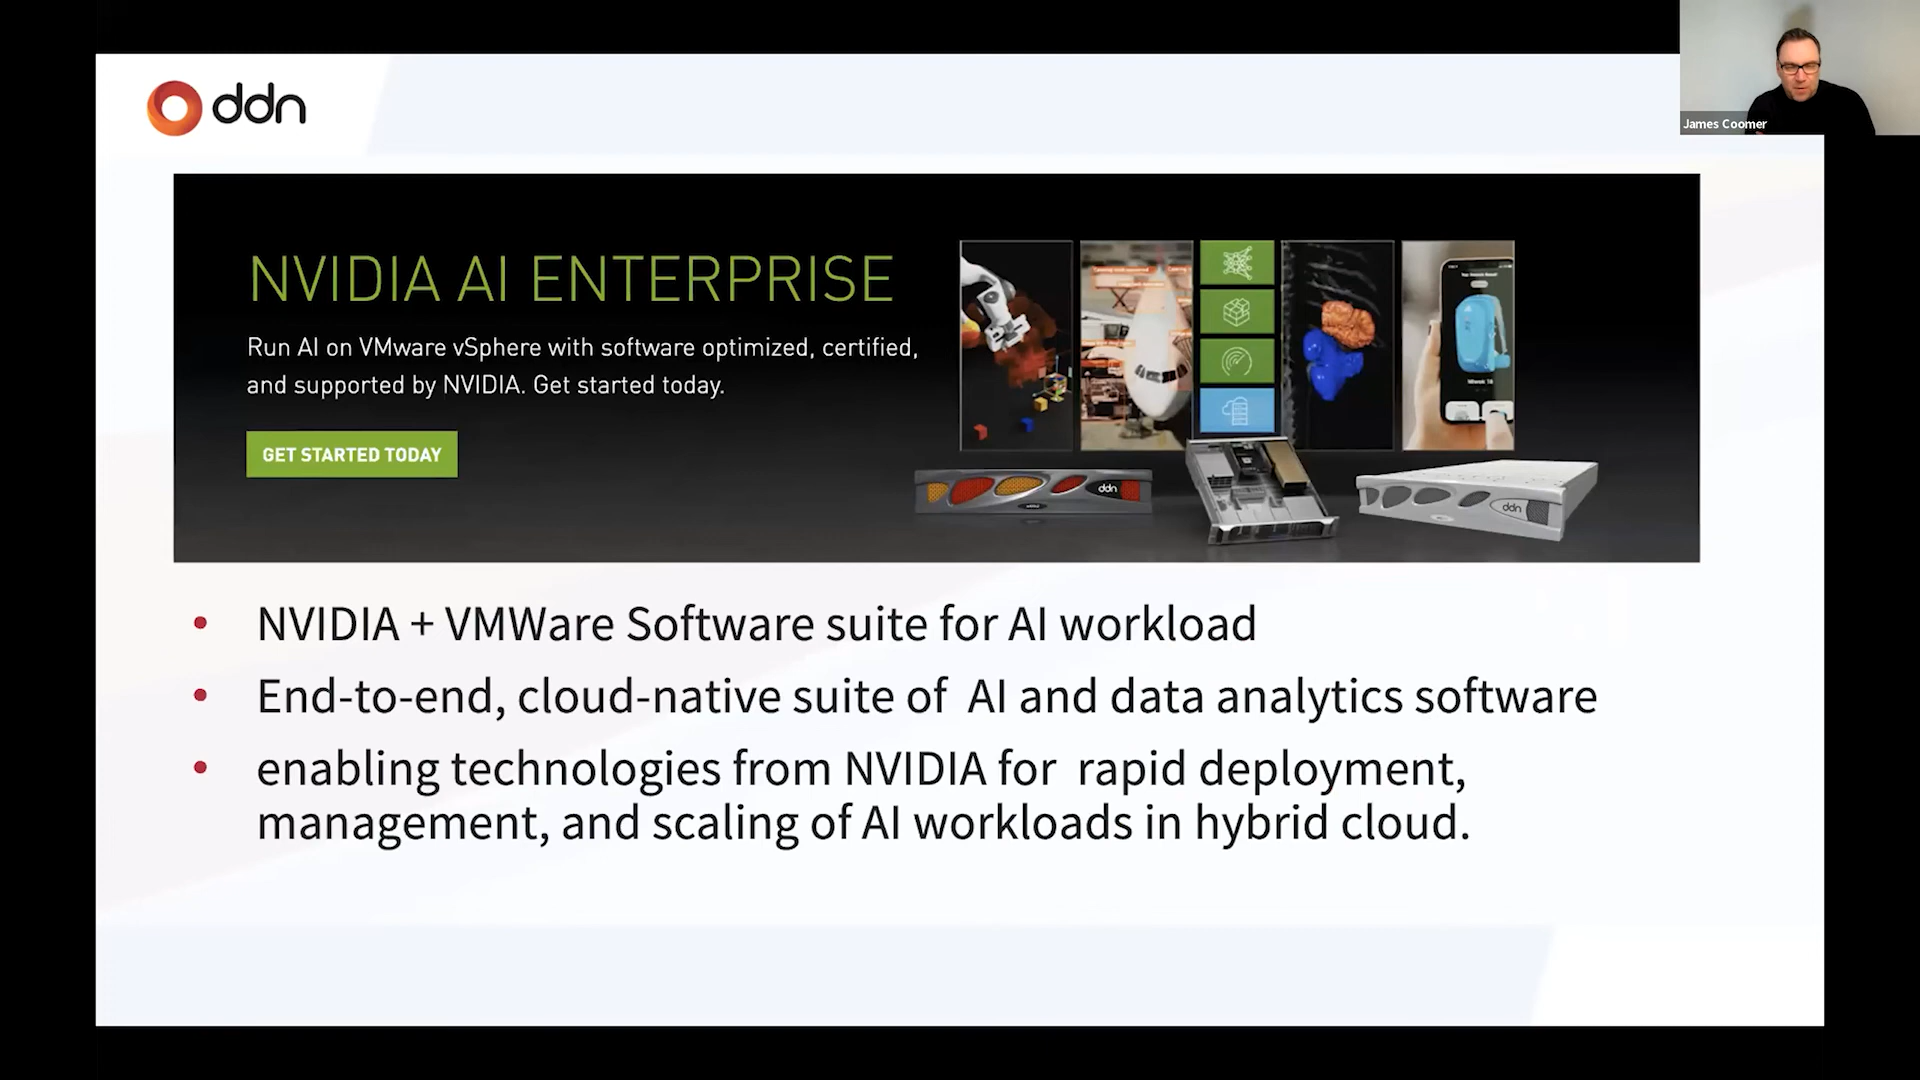 ddn
James Coomer
NVIDIA AI ENTERPRISE
Run AI on VMware vSphere with software optimized, certified,
and supported by NVIDIA. Get started today.
GET STARTED TODAY
ddn
ddn
• NVIDIA + VMWare Software suite for AI workload
• End-to-end, cloud-native suite of  AI and data analytics software
• enabling technologies from NVIDIA for  rapid deployment,
management, and scaling of AI workloads in hybrid cloud.